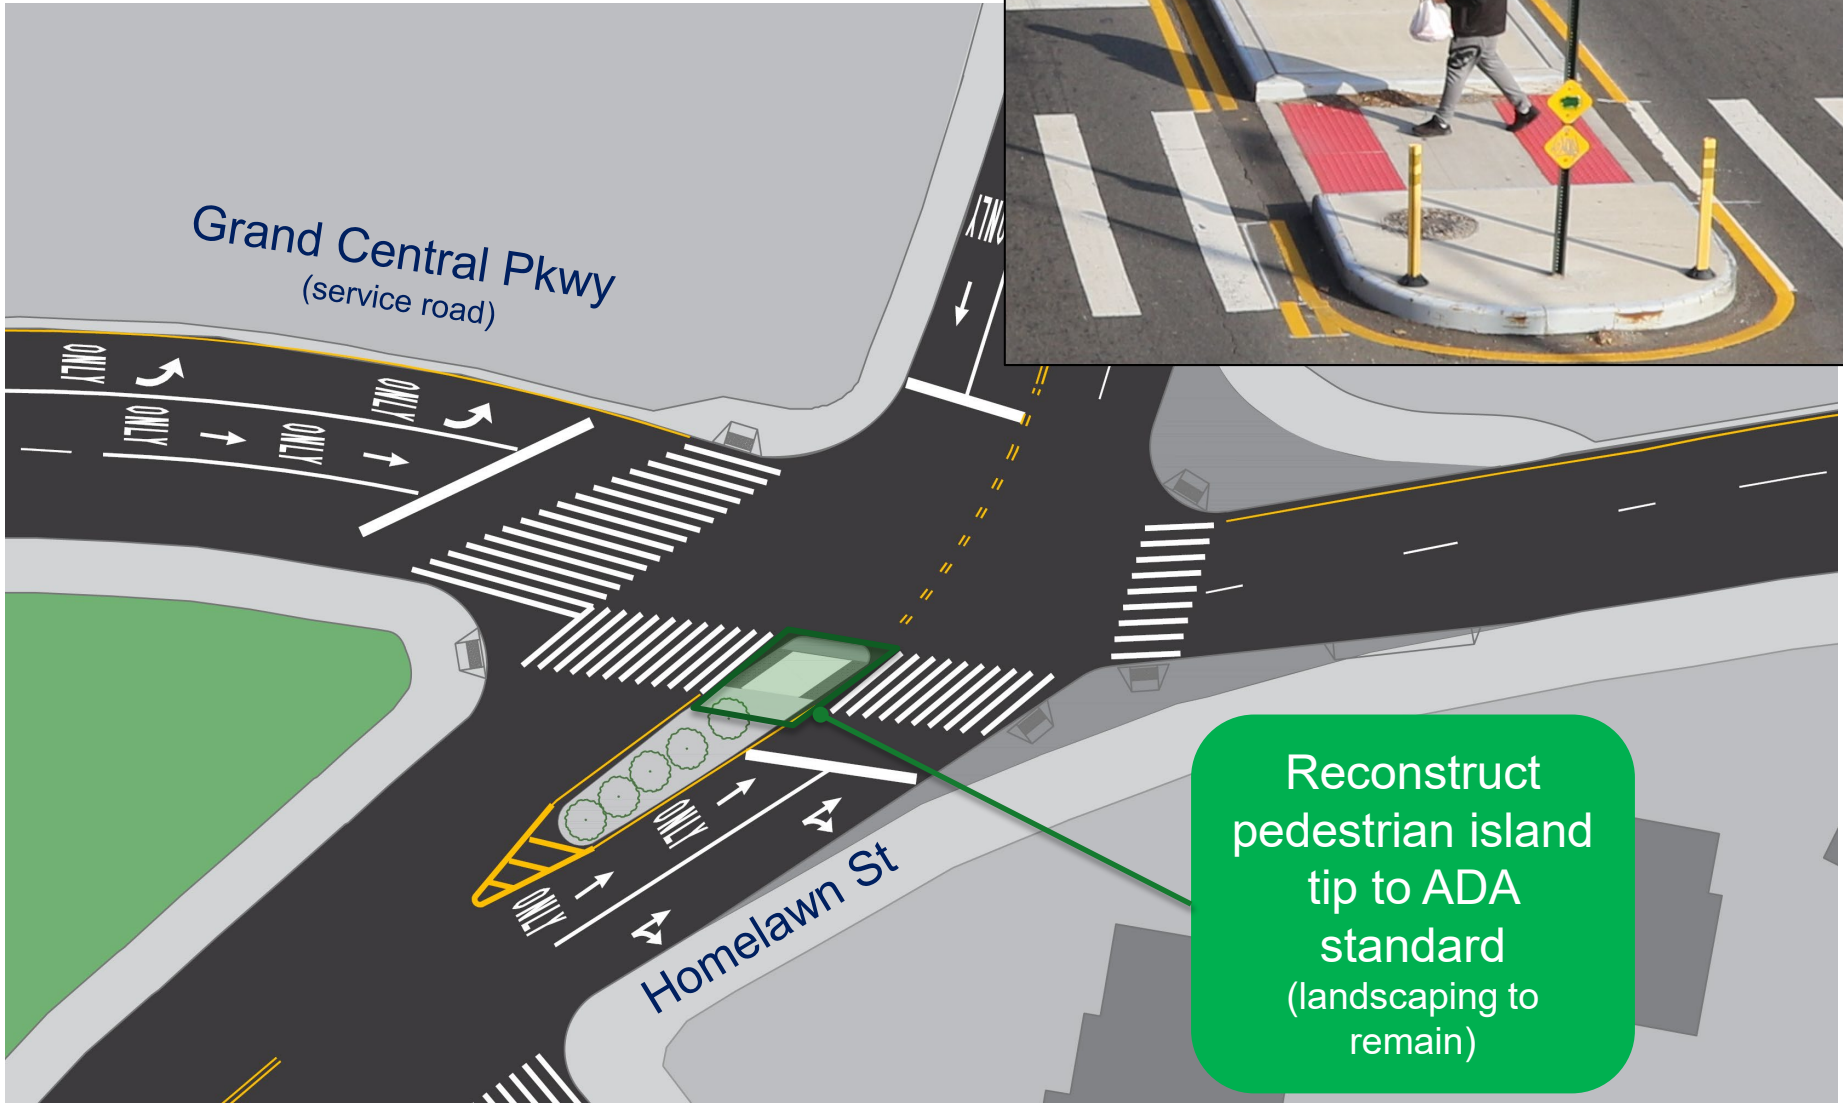 Grand Central Pkwy
(service road)
ONLY
ONLY
ONLY
ONLY
ONLY
ONLY
ONLY
Homelawn St
Reconstruct
pedestrian island
tip to ADA
standard
(landscaping to
remain)